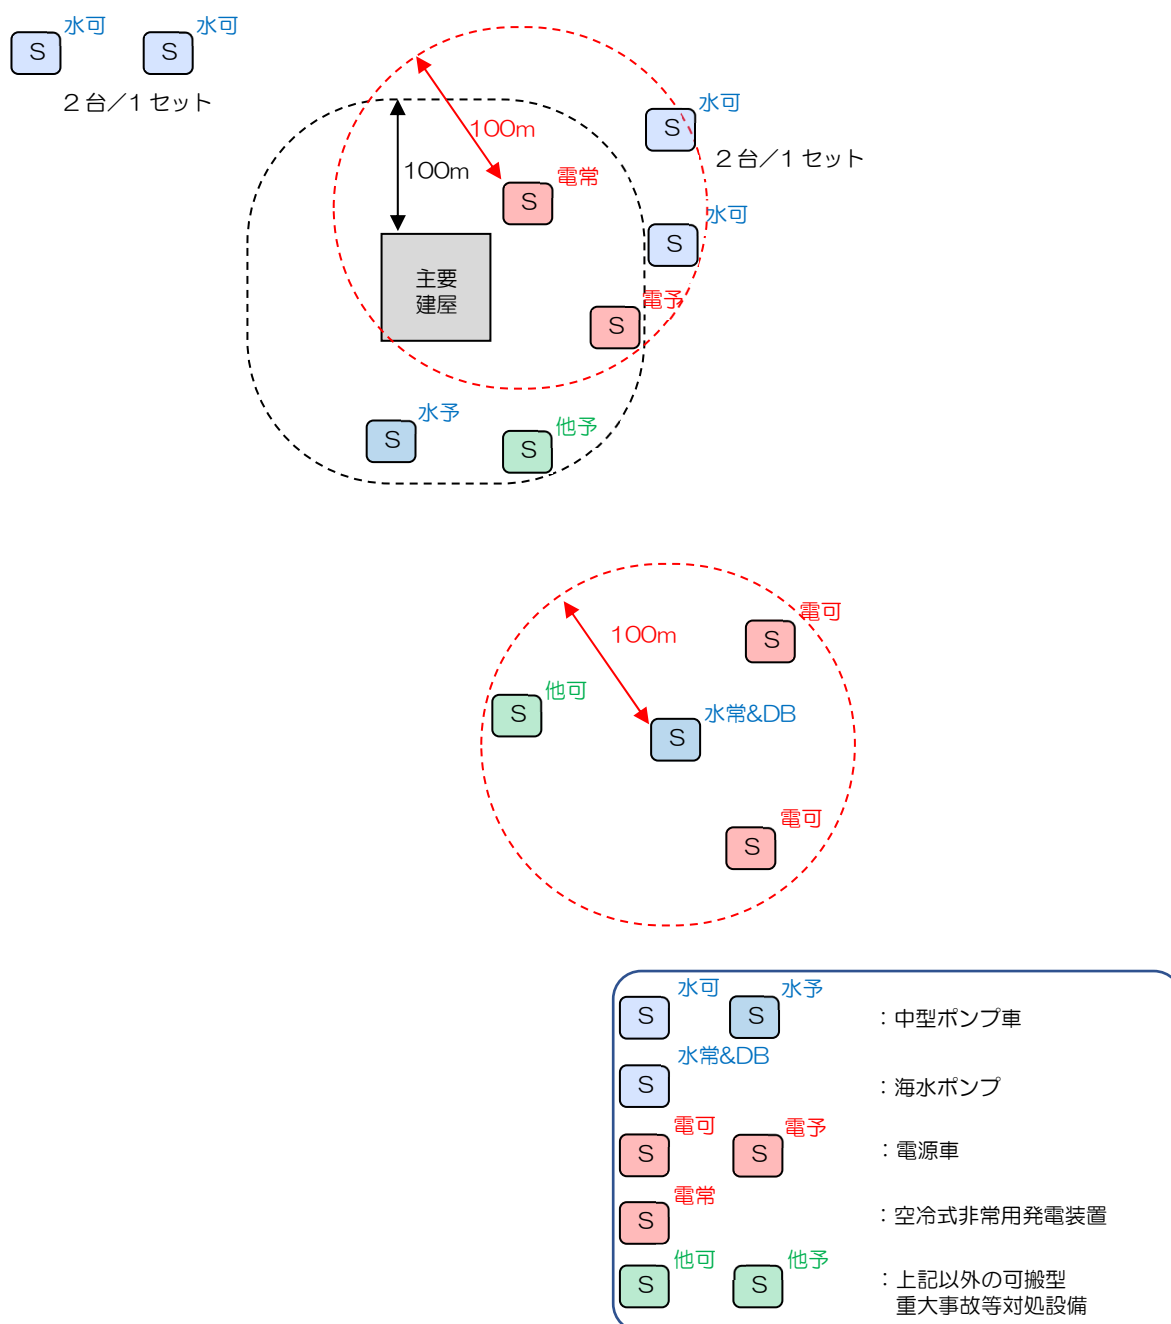 水可
水可
S
S
2台/1セット
100m
100m
水可
S
2台/1セット
電常
S
水可
S
主要
建屋
電予
S
水予
S
他予
S
100m
電可
S
他可
S
水常&DB
S
電可
S
水可
水予
S
S
:中型ポンプ車
水常&DB
S
:海水ポンプ
電可
電予
S
S
:電源車
電常
S
:空冷式非常用発電装置
他可
他予
S
S
:上記以外の可搬型
重大事故等対処設備